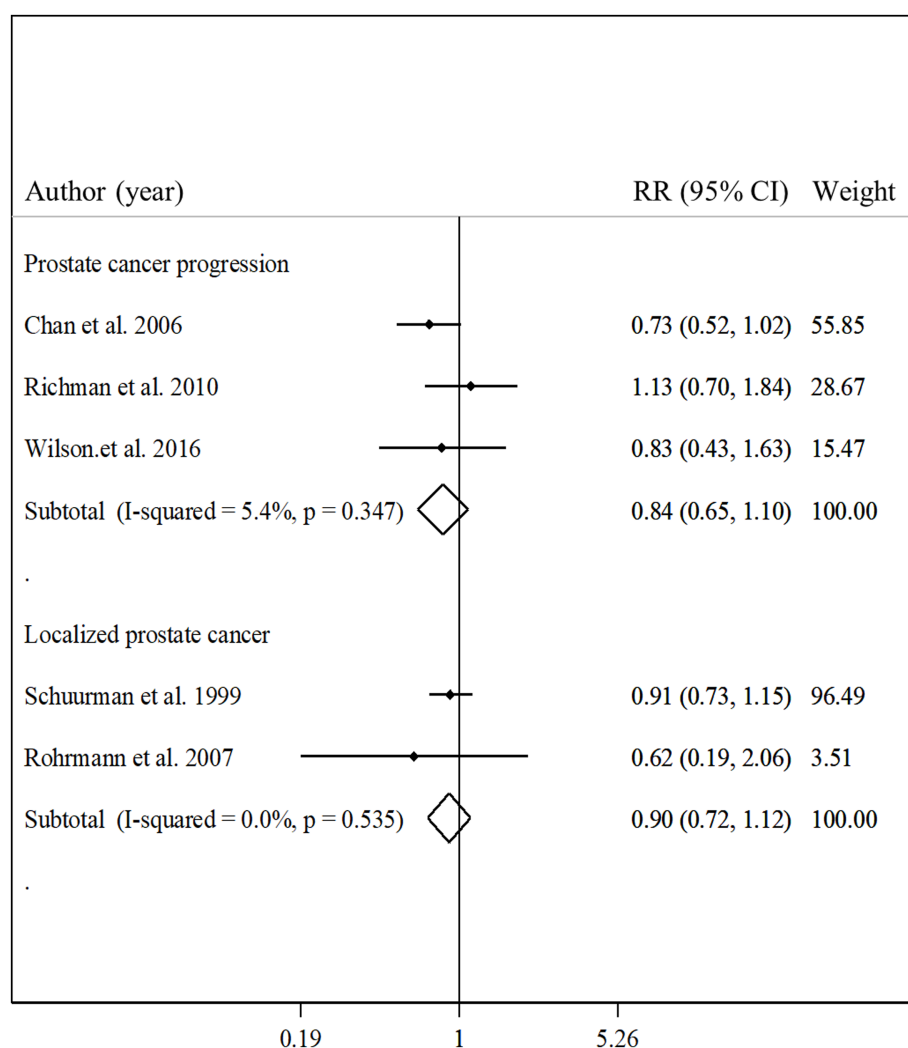 Author (year) RR (95% CI) Weight
Prostate cancer progression
Chan et al. 2006 0.73 (0.52, 1.02) 55.85
Richman et al. 2010 1.13 (0.70, 1.84) 28.67
Wilson.et al. 2016 0.83 (0.43, 1.63) 15.47
Subtotal (I-squared = 5.4%, p = 0.347) 0.84 (0.65, 1.10) 100.00
.
Localized prostate cancer
Schuurman et al. 1999 0.91 (0.73, 1.15) 96.49
Rohrmann et al. 2007 0.62 (0.19, 2.06) 3.51
Subtotal (I-squared = 0.0%, p = 0.535) 0.90 (0.72, 1.12) 100.00
.
0.19 1 5.26